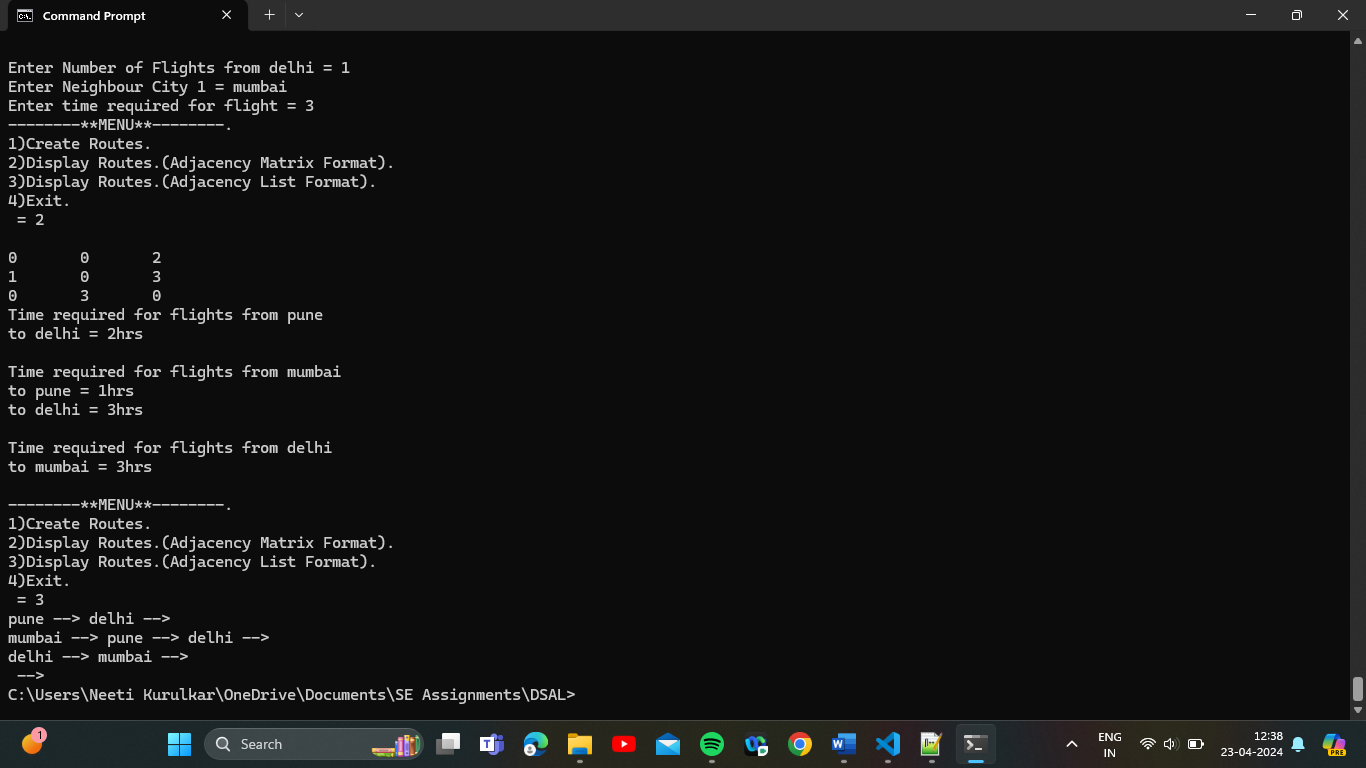 Command Prompt
Enter Number of Flights from delhi = 1
Enter Neighbour City 1 = mumbai
Enter time required for flight = 3
--------**MENU**--------.
1)Create Routes.
2)Display Routes.(Adjacency Matrix Format).
3)Display Routes.(Adjacency List Format).
4)Exit.
= 2
0 0 2
1 0 3
0 3 0
Time required for flights from pune
to delhi = 2hrs
Time required for flights from mumbai
to pune = 1hrs
to delhi = 3hrs
Time required for flights from delhi
to mumbai = 3hrs
--------**MENU**--------.
1)Create Routes.
2)Display Routes.(Adjacency Matrix Format).
3)Display Routes.(Adjacency List Format).
4)Exit.
= 3
pune --> delhi -->
mumbai --> pune --> delhi -->
delhi --> mumbai -->
-->
C:\Users\Neeti Kurulkar\OneDrive\Documents\SE Assignments\DSAL>
1
Search
ENG
IN
12:38
23-04-2024
PRE